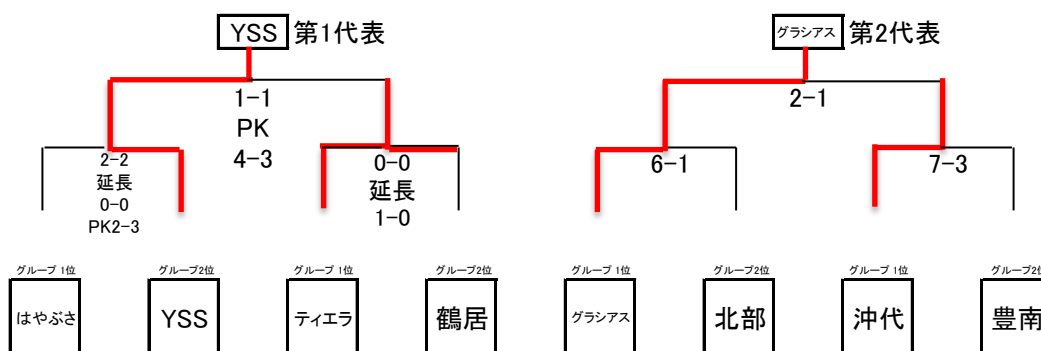 YSS 第1代表
グラシアス 第2代表
1-1
PK
4-3
2-1
2-2
延長
0-0
PK2-3
0-0
延長
1-0
6-1
7-3
グループ 1位
グループ2位
グループ 1位
グループ2位
グループ 1位
グループ2位
グループ 1位
グループ2位
はやぶさ
YSS
ティエラ
鶴居
グラシアス
北部
沖代
豊南